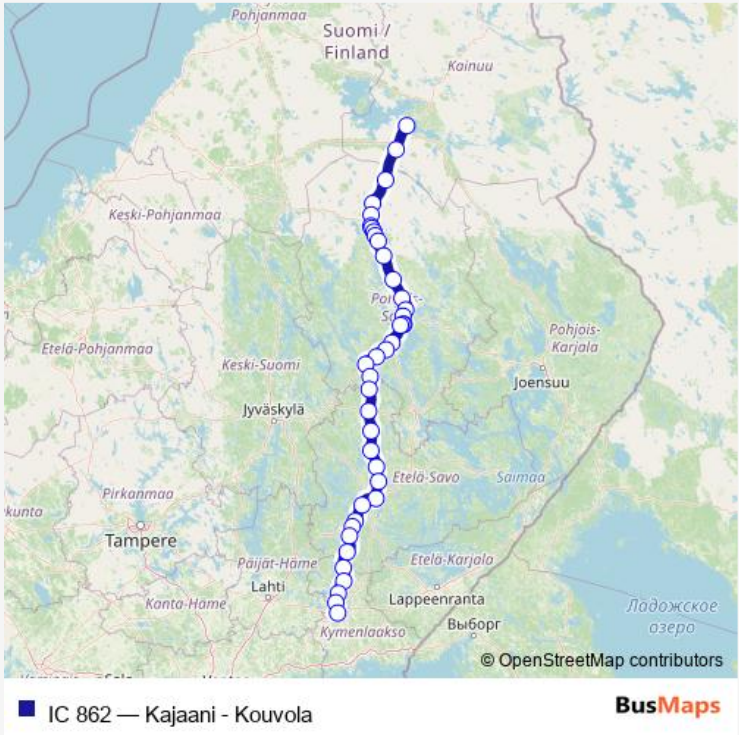 Pohjanmaa
Suomi /
Finland
Kainuu
Keski-Pohjanmaa
Etelä-Pohjanmaa
Keski-Suomi
Pohjois-
Karjala
Joensuu
Jyväskylä
Etelä-Savo
Saimaa
Pirkanmaa
kunta
Tampere
Päijät-Häme
Etelä-Karjala
Lahti
Lappeenranta
Kanta-Häme
Ладожское
озеро
Выборг
Kymenlaakso
© OpenStreetMap contributors
IC 862 — Kajaani - Kouvola
BusMaps